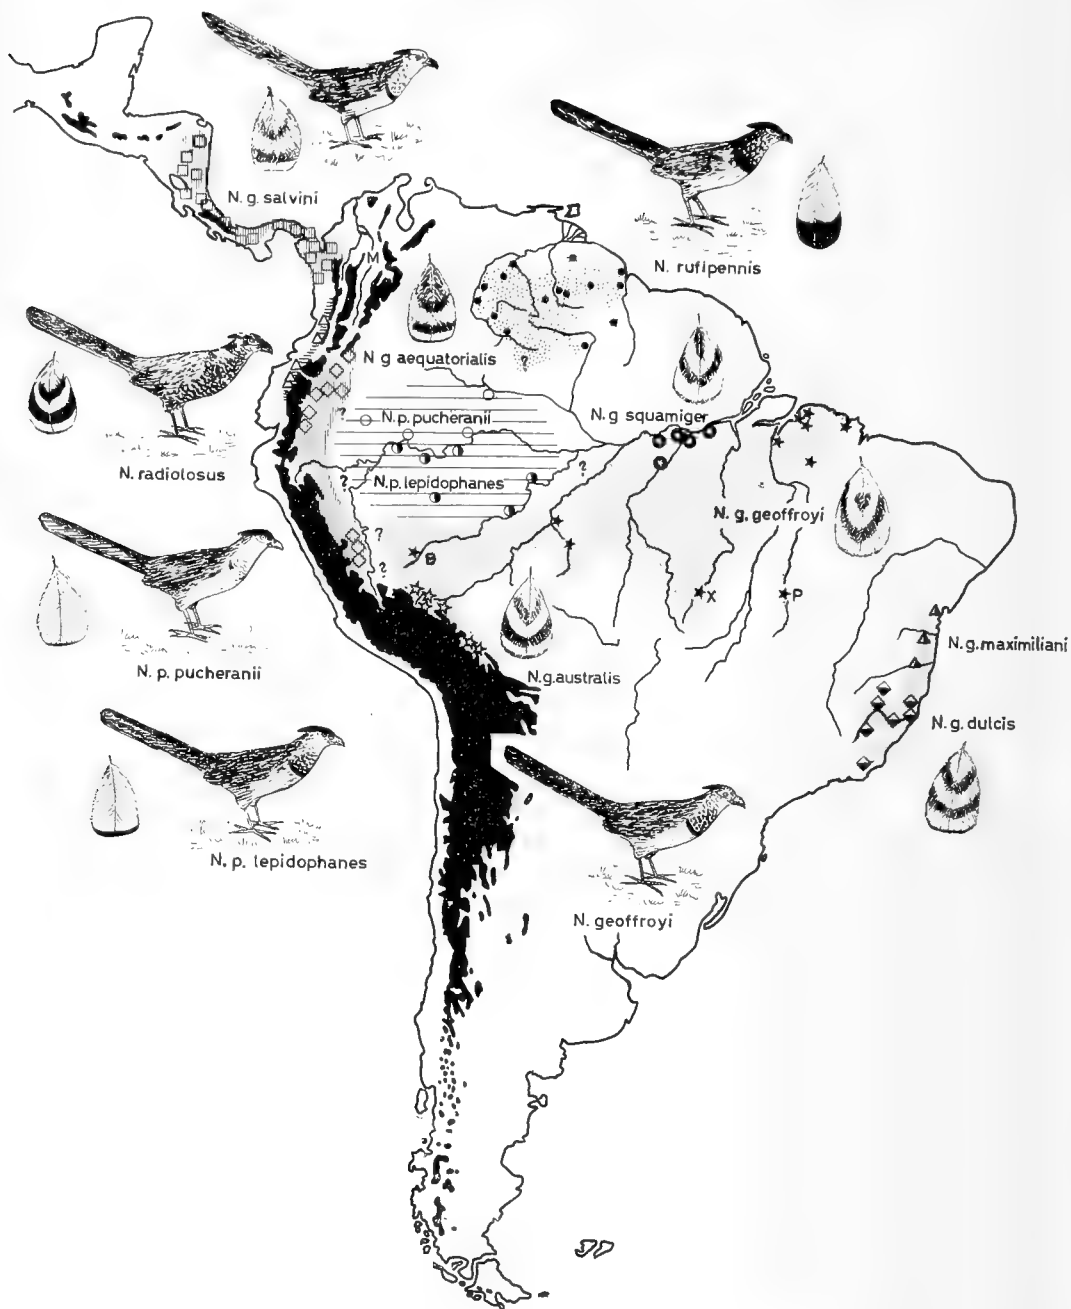 N. g. salvini
N. rufipennis
M
N g aequatorialis
?
N. radiolosus
?
N. p. pucheranii
N. g. squamiger
N. p. lepidophanes
?
?
N. g. geoffroyi
?
B
?
X
P
N. p. pucheranii
N.g.australis
N.g.maximiliani
N. g. dulcis
N. p. lepidophanes
N. geoffroyi